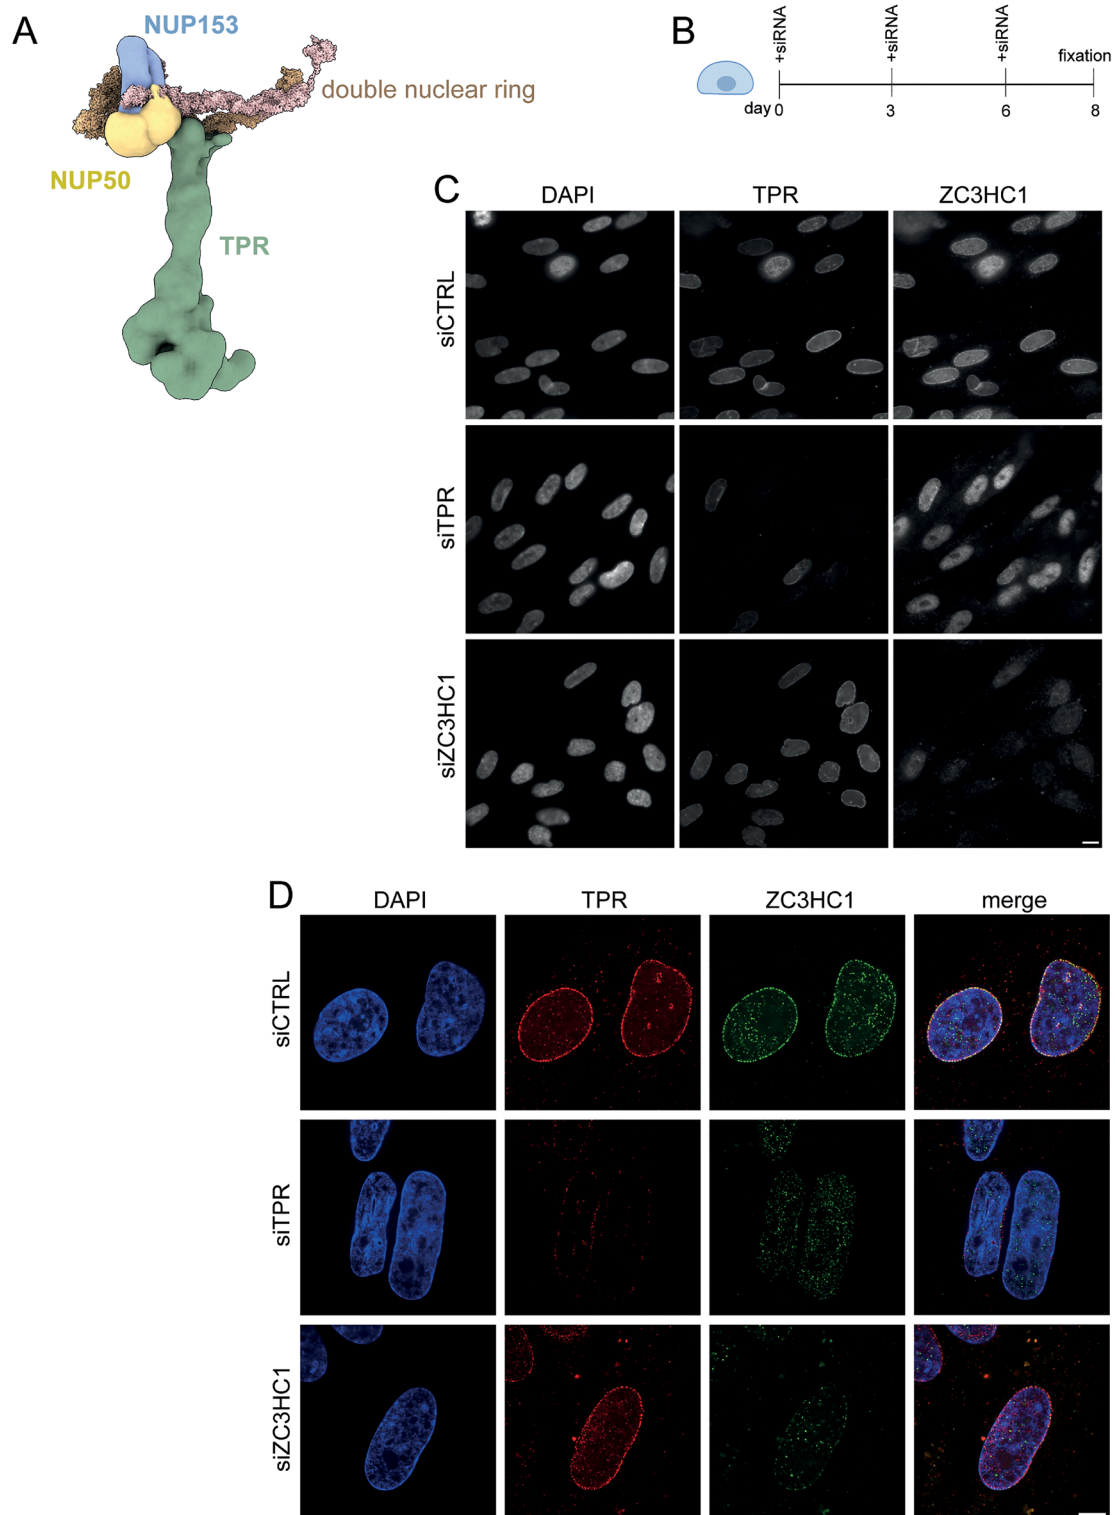 A
NUP153
double nuclear ring
NUP50
TPR
B
+siRNA
+siRNA
+siRNA
fixation
day 0 3 6 8
C
DAPI TPR ZC3HC1
siCTRL
siTPR
siZC3HC1
D
DAPI TPR ZC3HC1 merge
siCTRL
siTPR
siZC3HC1